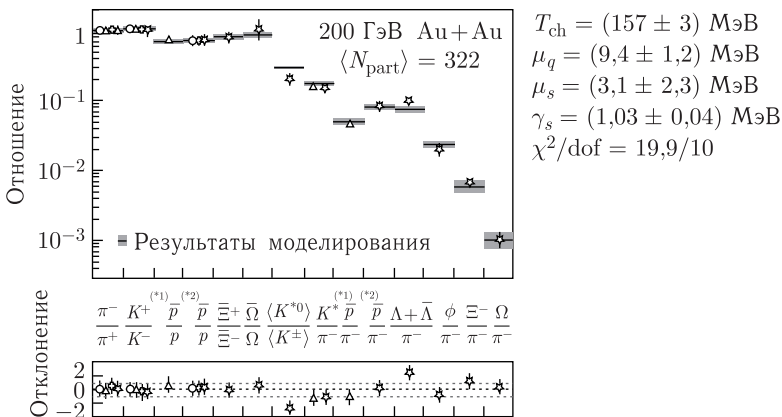 200 ГэВ Au+Au
⟨N_part⟩ = 322
T_ch = (157 ± 3) МэВ
μ_q = (9,4 ± 1,2) МэВ
μ_s = (3,1 ± 2,3) МэВ
γ_s = (1,03 ± 0,04) МэВ
χ²/dof = 19,9/10
Отношение
1
10⁻¹
10⁻²
10⁻³
Результаты моделирования
π⁻/π⁺ K⁺/K⁻ (*1) p̄/p (*2) p̄/p Ξ̄⁺/Ξ̄⁻ Ω̄/Ω ⟨K*⁰⟩/⟨K±⟩ K*/π⁻ (*1) p̄/π⁻ (*2) p̄/π⁻ Λ+Λ̄/π⁻ ϕ/π⁻ Ξ⁻/π⁻ Ω/π⁻
Отклонение
2
0
−2